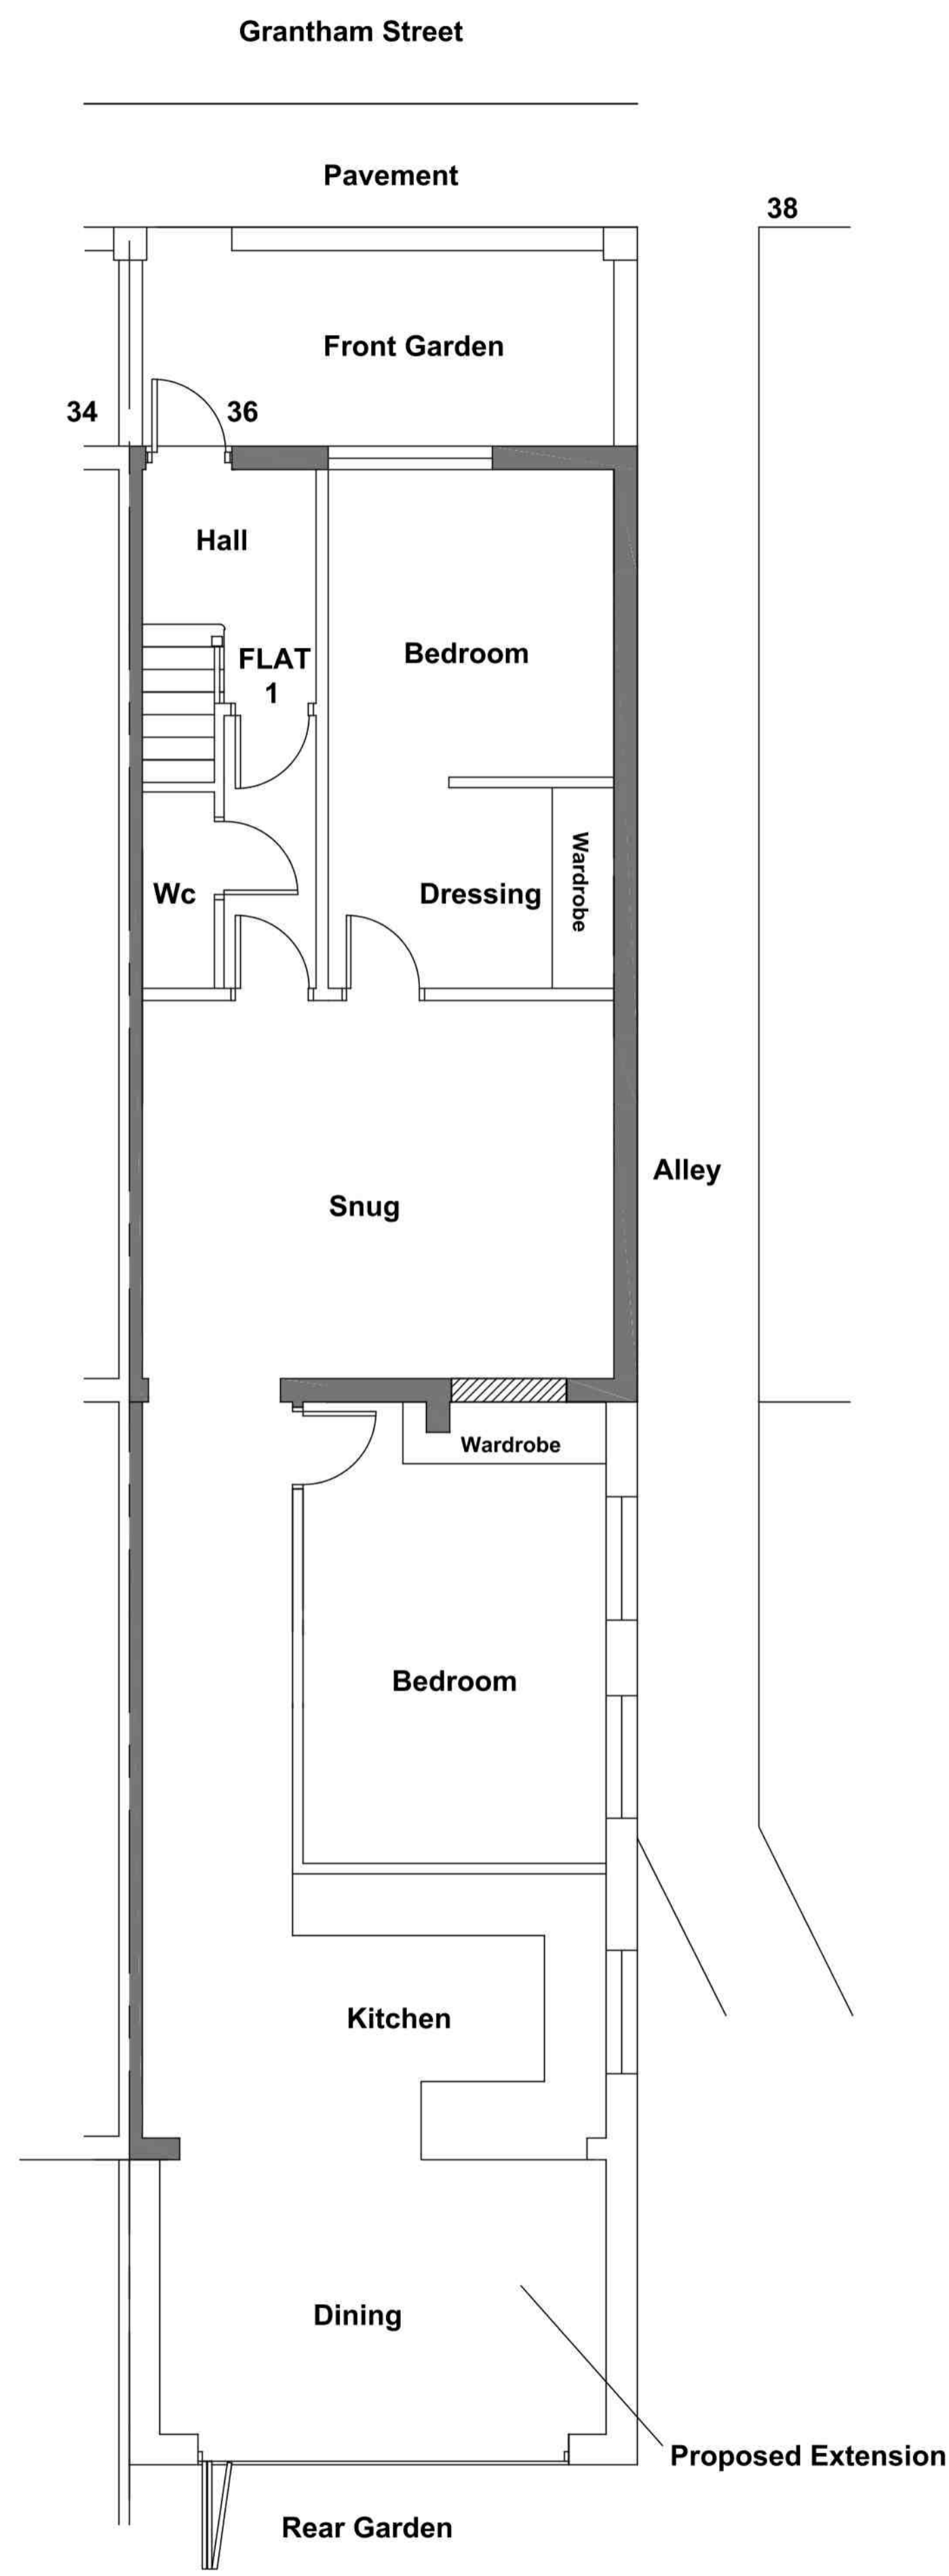 Grantham Street
Pavement
38
Front Garden
34
36
Hall
FLAT
1
Bedroom
Wardrobe
Wc
Dressing
Alley
Snug
Wardrobe
Bedroom
Kitchen
Dining
Proposed Extension
Rear Garden